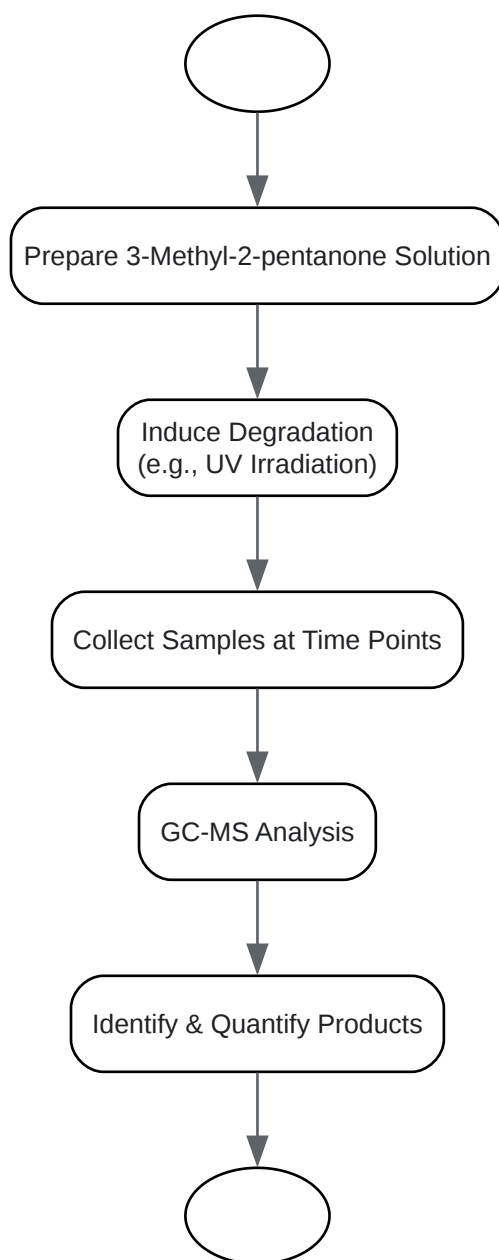 Prepare 3-Methyl-2-pentanone Solution
Induce Degradation
(e.g., UV Irradiation)
Collect Samples at Time Points
GC-MS Analysis
Identify & Quantify Products